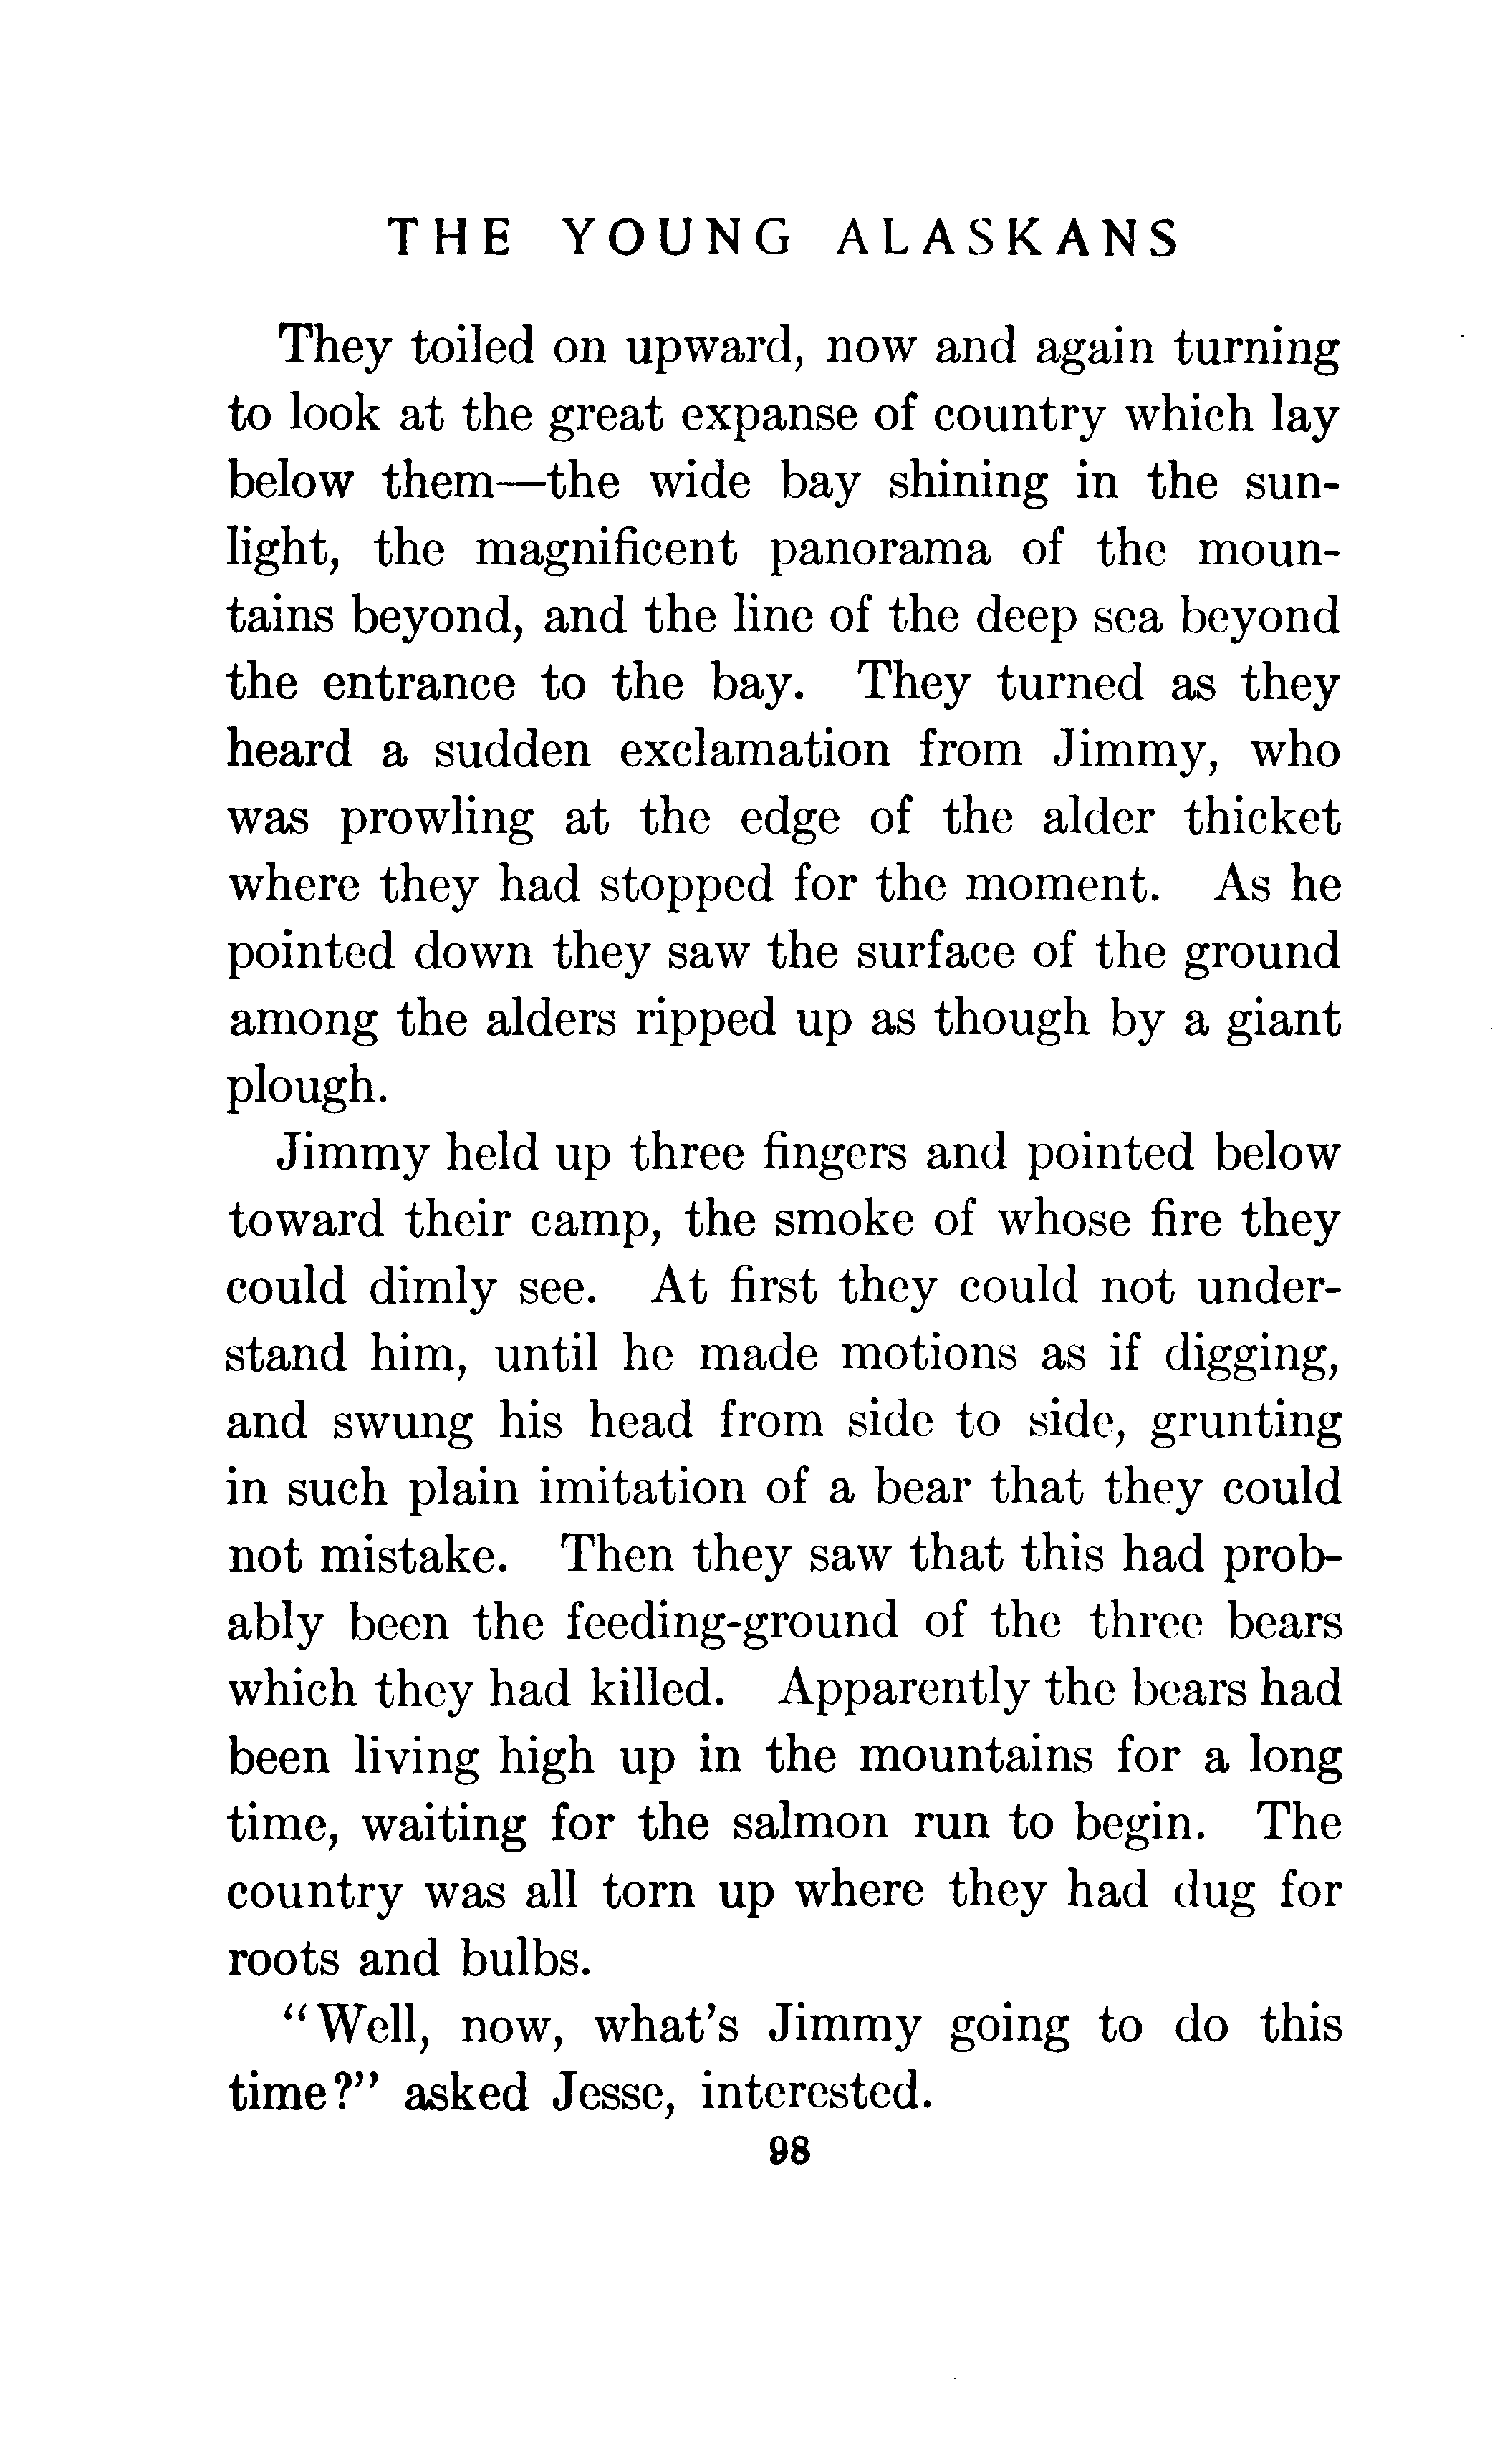 THE YOUNG ALASKANS
They toiled on upward, now and again turning
to look at the great expanse of country which lay
below them—the wide bay shining in the sun-
light, the magnificent panorama of the moun-
tains beyond, and the line of the deep sea beyond
the entrance to the bay. They turned as they
heard a sudden exclamation from Jimmy, who
was prowling at the edge of the alder thicket
where they had stopped for the moment. As he
pointed down they saw the surface of the ground
among the alders ripped up as though by a giant
plough.
Jimmy held up three fingers and pointed below
toward their camp, the smoke of whose fire they
could dimly see. At first they could not under-
stand him, until he made motions as if digging,
and swung his head from side to side, grunting
in such plain imitation of a bear that they could
not mistake. Then they saw that this had prob-
ably been the feeding-ground of the three bears
which they had killed. Apparently the bears had
been living high up in the mountains for a long
time, waiting for the salmon run to begin. The
country was all torn up where they had dug for
roots and bulbs.
“Well, now, what's Jimmy going to do this
time?” asked Jesse, interested.
98